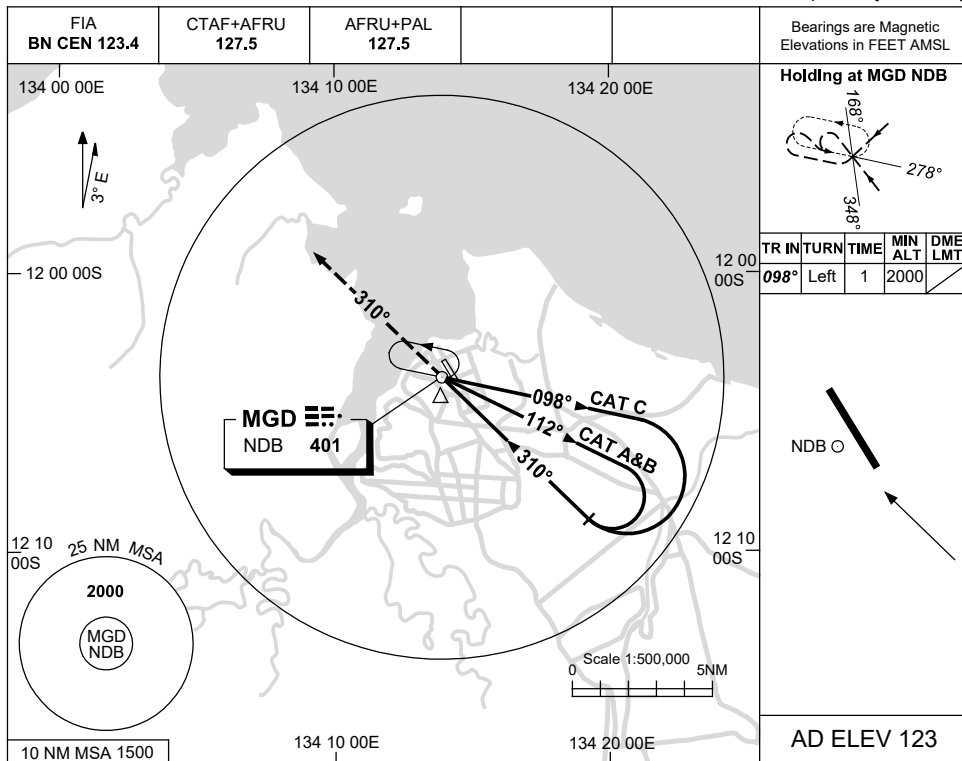 FIA
BN CEN 123.4
CTAF+AFRU
127.5
AFRU+PAL
127.5
Bearings are Magnetic
Elevations in FEET AMSL
134 00 00E
134 10 00E
134 20 00E
Holding at MGD NDB
168°
278°
348°
3° E
TR IN TURN TIME MIN ALT DME LMT
098° Left 1 2000
12 00 00S
12 00
00S
310°
098° CAT C
112° CAT A&B
310°
MGD
NDB 401
NDB
12 10
00S
12 10
00S
25 NM MSA
2000
MGD
NDB
Scale 1:500,000
0 5NM
10 NM MSA 1500
134 10 00E
134 20 00E
AD ELEV 123